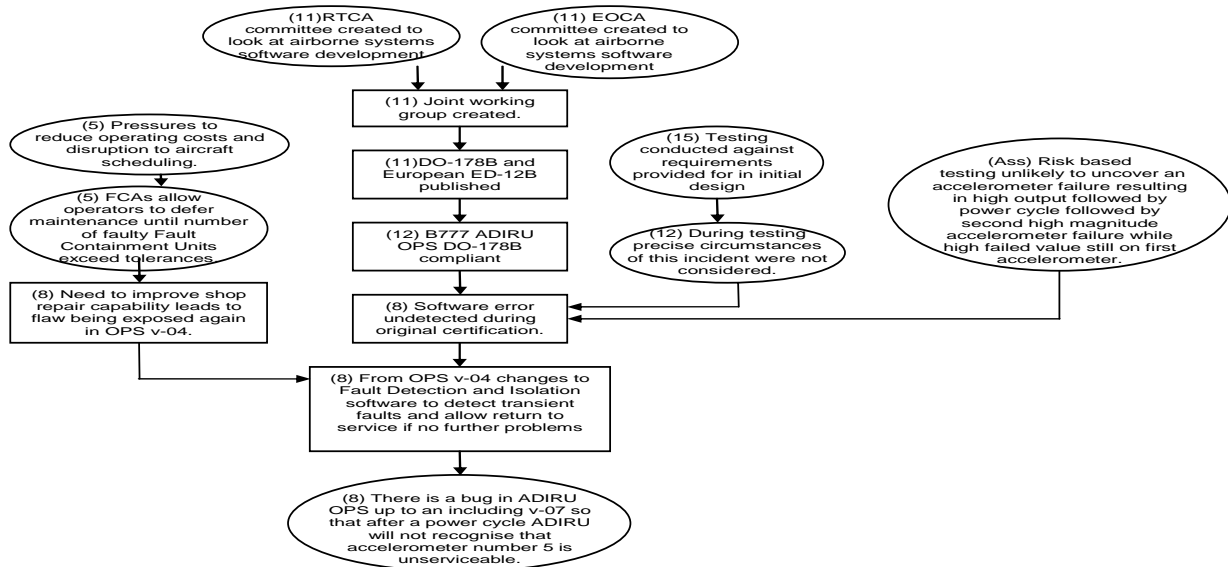 (11)RTCA
committee created to
look at airborne systems
software development
(11) EOCA
committee created to
look at airborne
systems software
development
(11) Joint working
group created.
(5) Pressures to
reduce operating costs and
disruption to aircraft
scheduling.
(11)DO-178B and
European ED-12B
published
(15) Testing
conducted against
requirements
provided for in initial
design
(Ass) Risk based
testing unlikely to uncover an
accelerometer failure resulting
in high output followed by
power cycle followed by
second high magnitude
acelerometer failure while
high failed value still on first
accelerometer.
(5) FCAs allow
operators to defer
maintenance until number
of faulty Fault
Containment Units
exceed tolerances
(12) B777 ADIRU
OPS DO-178B
compliant
(12) During testing
precise circumstances
of this incident were not
considered.
(8) Need to improve shop
repair capability leads to
flaw being exposed again
in OPS v-04.
(8) Software error
undetected during
original certification.
(8) From OPS v-04 changes to
Fault Detection and Isolation
software to detect transient
faults and allow return to
service if no further problems
(8) There is a bug in ADIRU
OPS up to an including v-07 so
that after a power cycle ADIRU
will not recognise that
accelerometer number 5 is
unserviceable.